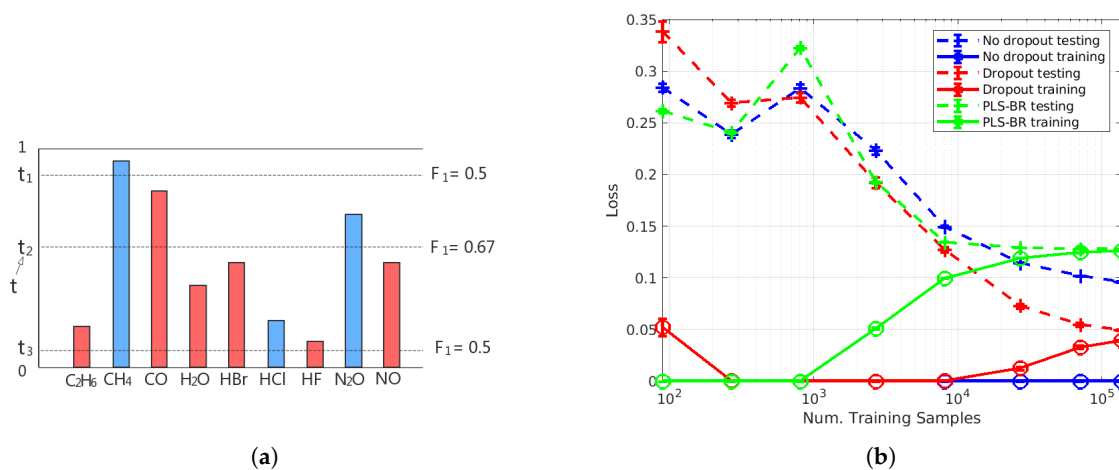 1
t₁
t₂
t
t₃
0
F₁= 0.5
F₁= 0.67
F₁= 0.5
C₂H₆ CH₄ CO H₂O HBr HCl HF N₂O NO
(a)
0.35
0.3
0.25
0.2
0.15
0.1
0.05
0
Loss
No dropout testing
No dropout training
Dropout testing
Dropout training
PLS-BR testing
PLS-BR training
10² 10³ 10⁴ 10⁵
Num. Training Samples
(b)